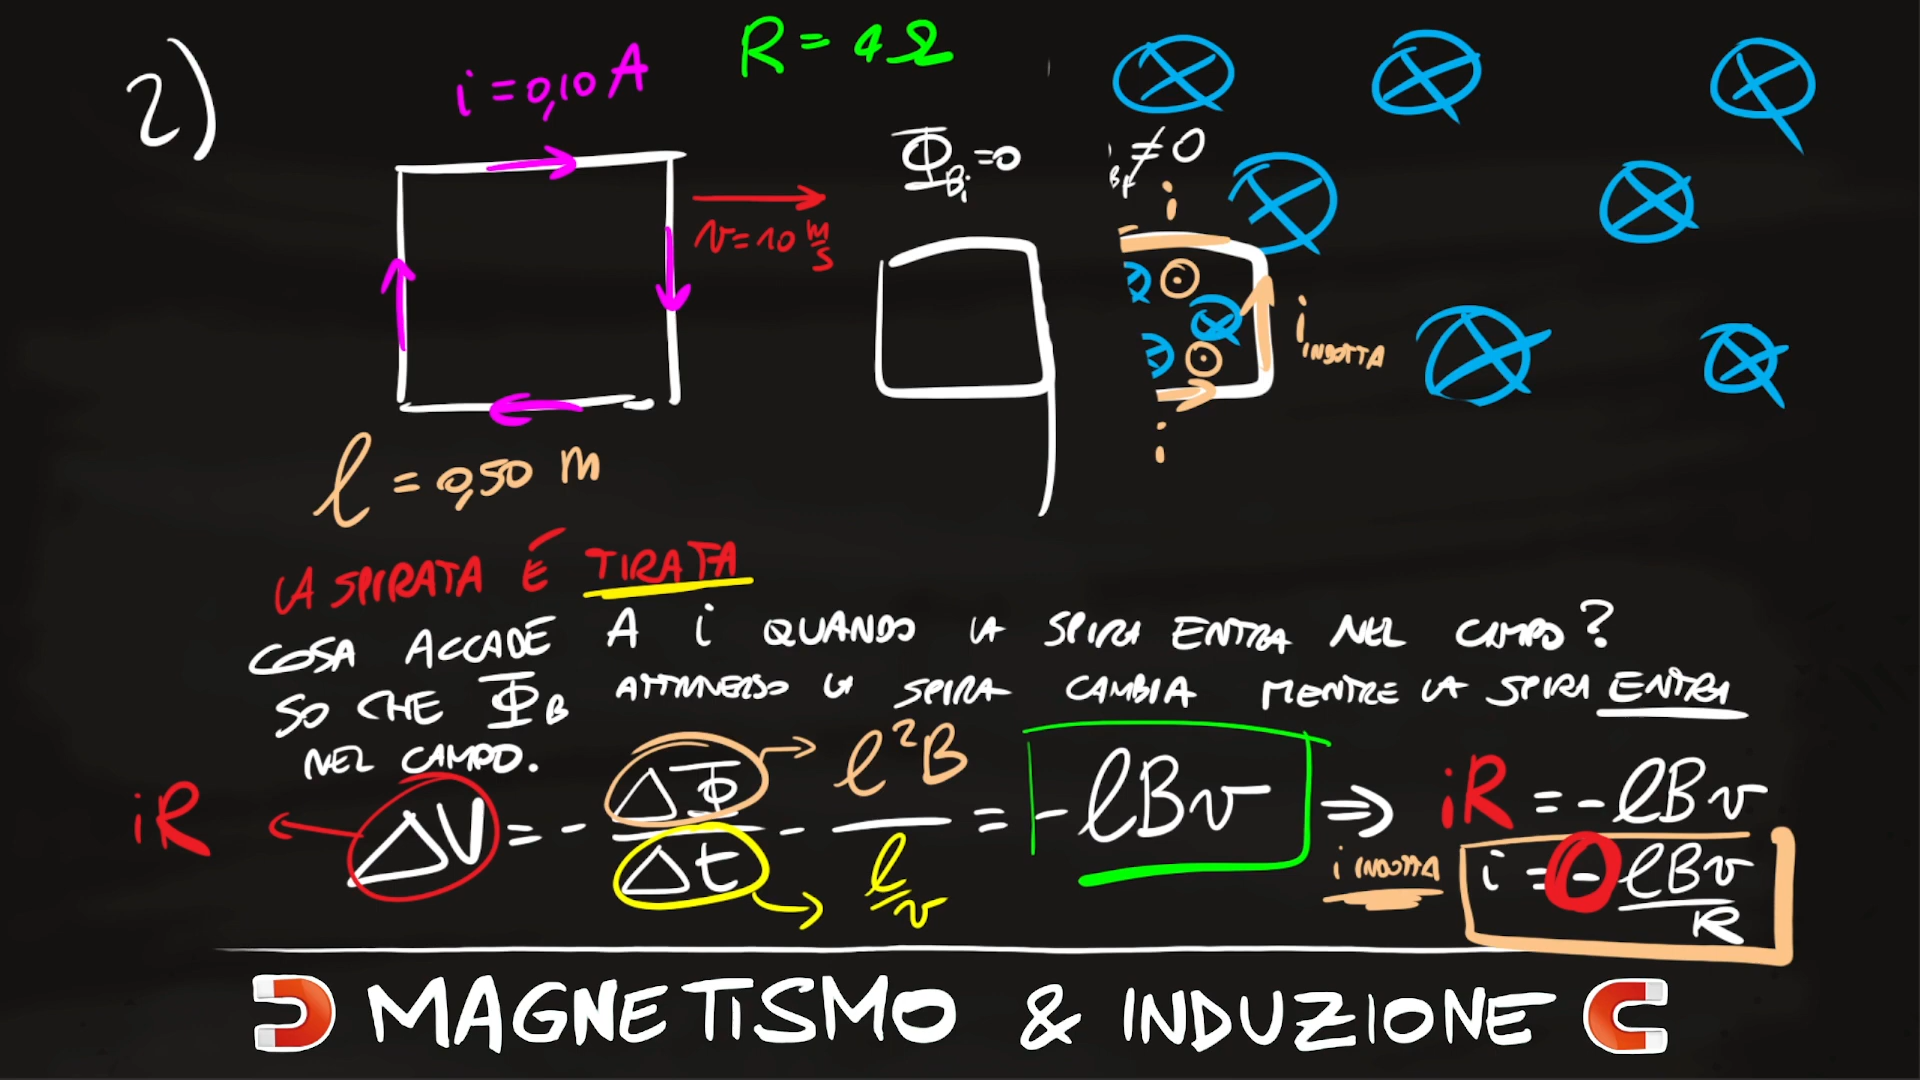 2)
i = 0,10 A
R = 4 Ω
Φ_Bi = 0
_Bf ≠ 0
v = 10 m/s
i
i INDOTTA
i
l = 0,50 m
LA SPIRATA É TIRATA
COSA ACCADE A i QUANDO LA SPIRA ENTRA NEL CAMPO?
SO CHE Φ_B ATTRAVERSO LA SPIRA CAMBIA MENTRE LA SPIRA ENTRA
NEL CAMPO.
iR ← ΔV = - ΔΦ/Δt - l²B / (l/v) = - lBv ⇒ iR = - lBv
i INDOTTA i = - lBv/R
MAGNETISMO & INDUZIONE